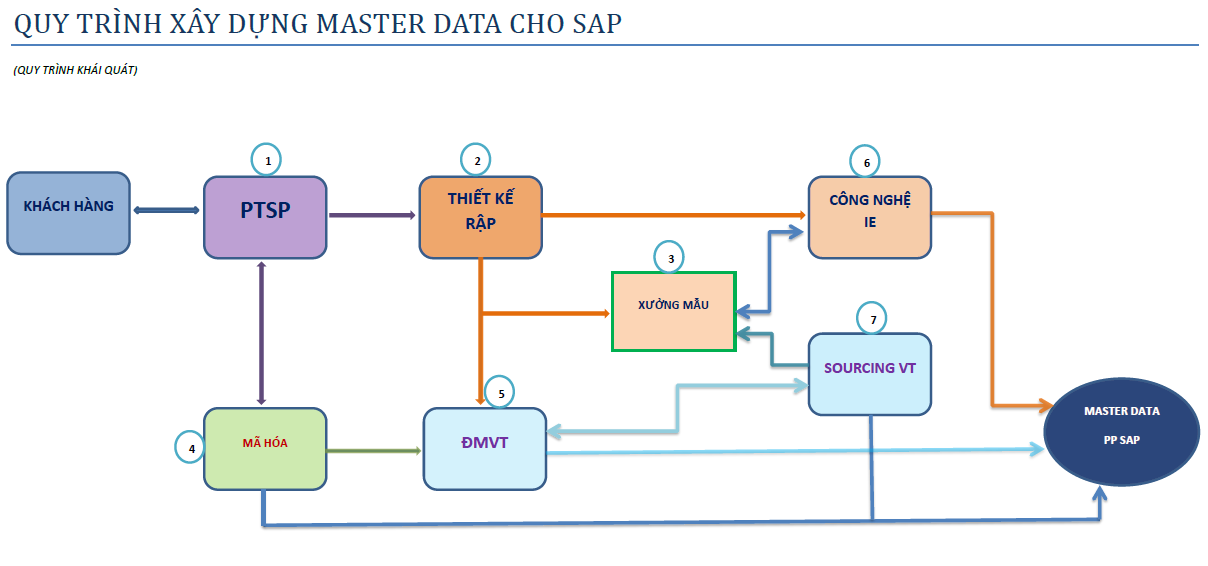 QUY TRÌNH XÂY DỰNG MASTER DATA CHO SAP
(QUY TRÌNH KHÁI QUÁT)
1
2
6
KHÁCH HÀNG
PTSP
THIẾT KẾ
RẬP
CÔNG NGHỆ
IE
3
XƯỞNG MẪU
7
SOURCING VT
5
4
MÃ HÓA
ĐMVT
MASTER DATA
PP SAP